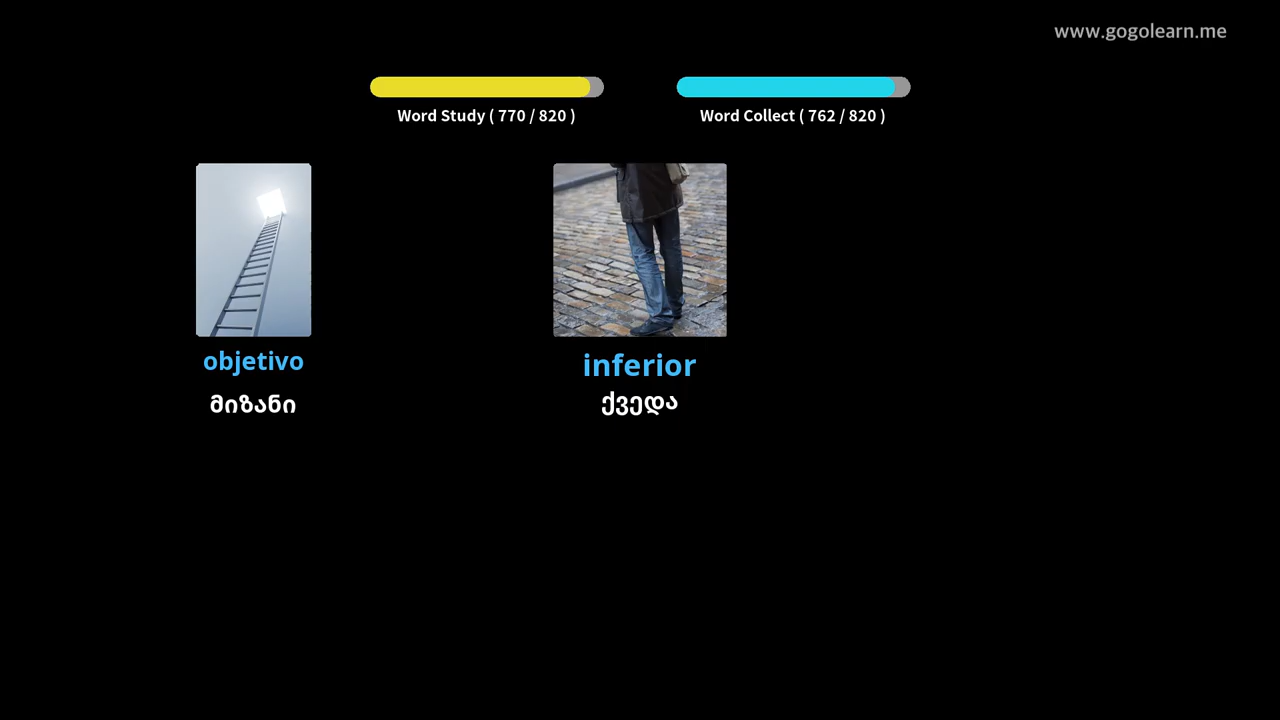 www.gogolearn.me
Word Study ( 770 / 820 )
Word Collect ( 762 / 820 )
objetivo
მიზანი
inferior
ქვედა